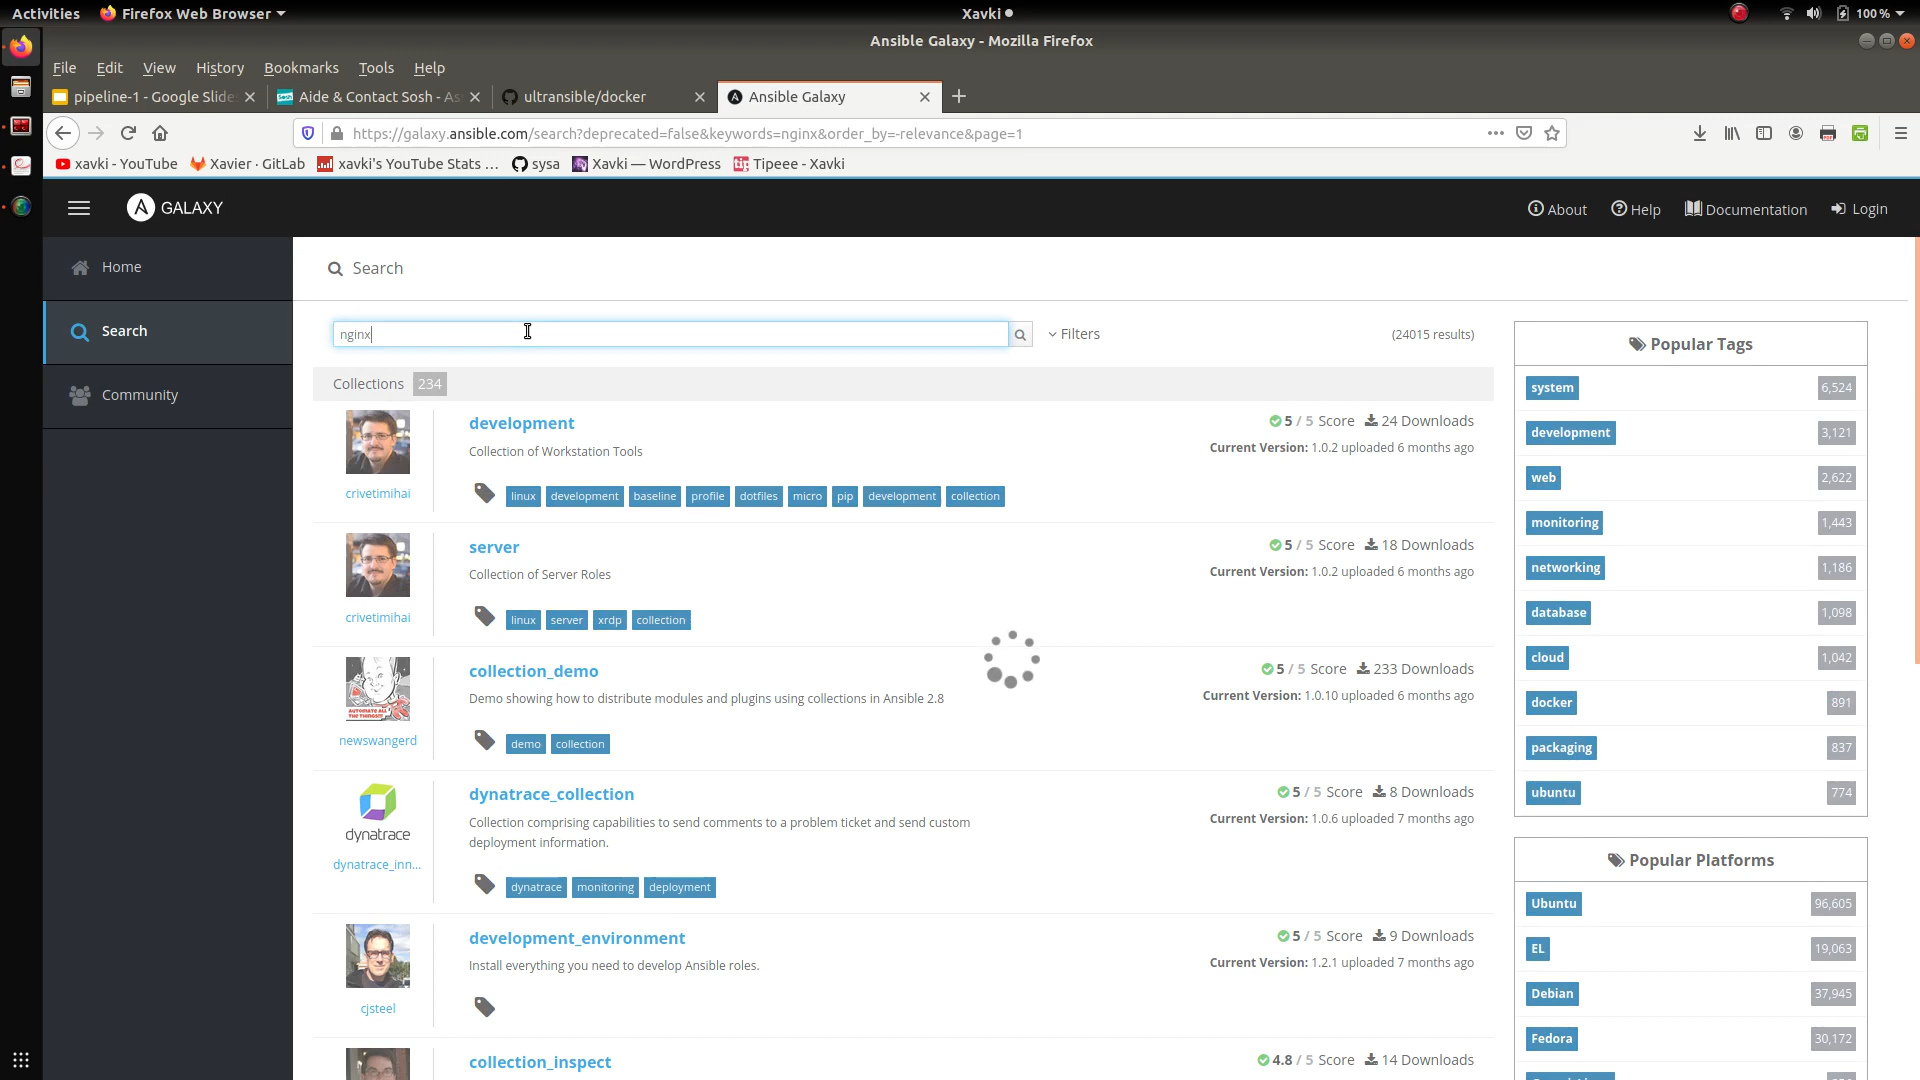 Activities Firefox Web Browser Xavki 100 %
Ansible Galaxy - Mozilla Firefox
File Edit View History Bookmarks Tools Help
pipeline-1 - Google Slide Aide & Contact Sosh - As ultransible/docker Ansible Galaxy
https://galaxy.ansible.com/search?deprecated=false&keywords=nginx&order_by=-relevance&page=1
xavki - YouTube Xavier · GitLab xavki's YouTube Stats ... sysa Xavki — WordPress Tipeee - Xavki
GALAXY About Help Documentation Login
Home
Search
Community
Search
nginx Filters (24015 results)
Collections 234
development 5 / 5 Score 24 Downloads
Collection of Workstation Tools Current Version: 1.0.2 uploaded 6 months ago
crivetimihai linux development baseline profile dotfiles micro pip development collection
server 5 / 5 Score 18 Downloads
Collection of Server Roles Current Version: 1.0.2 uploaded 6 months ago
crivetimihai linux server xrdp collection
collection_demo 5 / 5 Score 233 Downloads
Demo showing how to distribute modules and plugins using collections in Ansible 2.8 Current Version: 1.0.10 uploaded 6 months ago
AUTOMATE ALL
THE THINGS!
newswangerd demo collection
dynatrace_collection 5 / 5 Score 8 Downloads
Collection comprising capabilities to send comments to a problem ticket and send custom Current Version: 1.0.6 uploaded 7 months ago
deployment information.
dynatrace
dynatrace_inn... dynatrace monitoring deployment
development_environment 5 / 5 Score 9 Downloads
Install everything you need to develop Ansible roles. Current Version: 1.2.1 uploaded 7 months ago
cjsteel
collection_inspect 4.8 / 5 Score 14 Downloads
Popular Tags
system 6,524
development 3,121
web 2,622
monitoring 1,443
networking 1,186
database 1,098
cloud 1,042
docker 891
packaging 837
ubuntu 774
Popular Platforms
Ubuntu 96,605
EL 19,063
Debian 37,945
Fedora 30,172